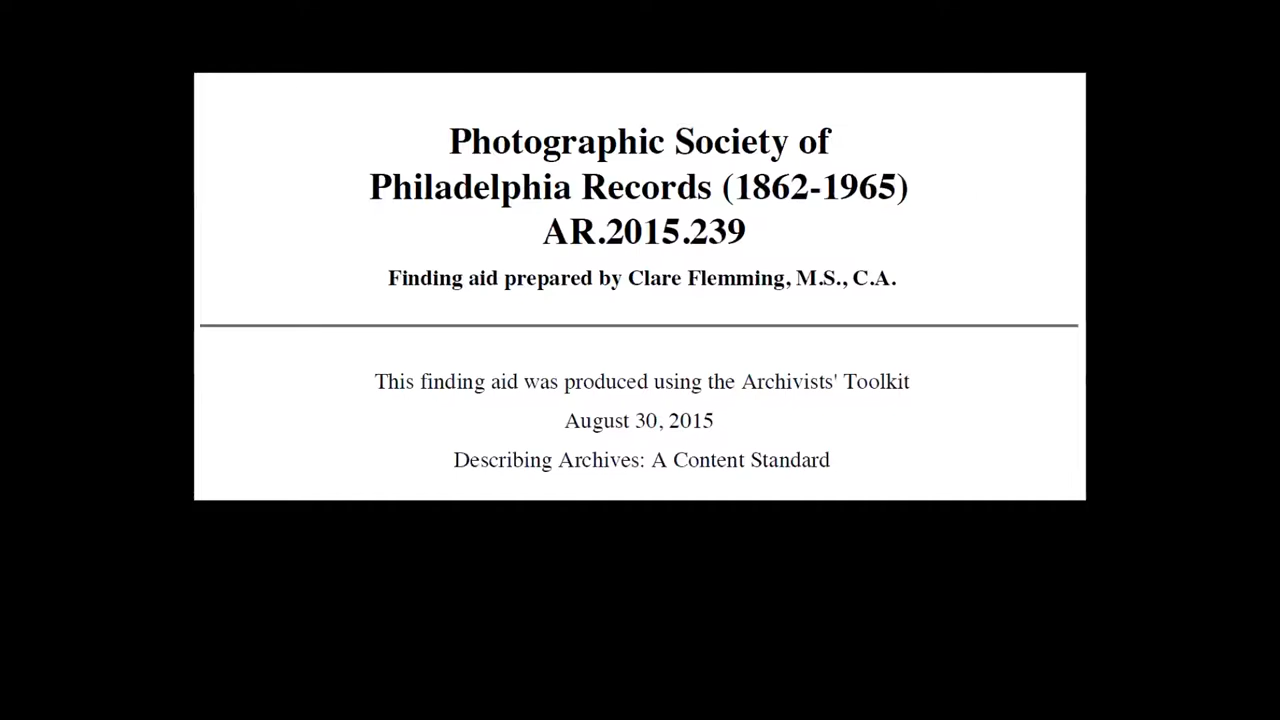 Photographic Society of
Philadelphia Records (1862-1965)
AR.2015.239
Finding aid prepared by Clare Flemming, M.S., C.A.
This finding aid was produced using the Archivists' Toolkit
August 30, 2015
Describing Archives: A Content Standard